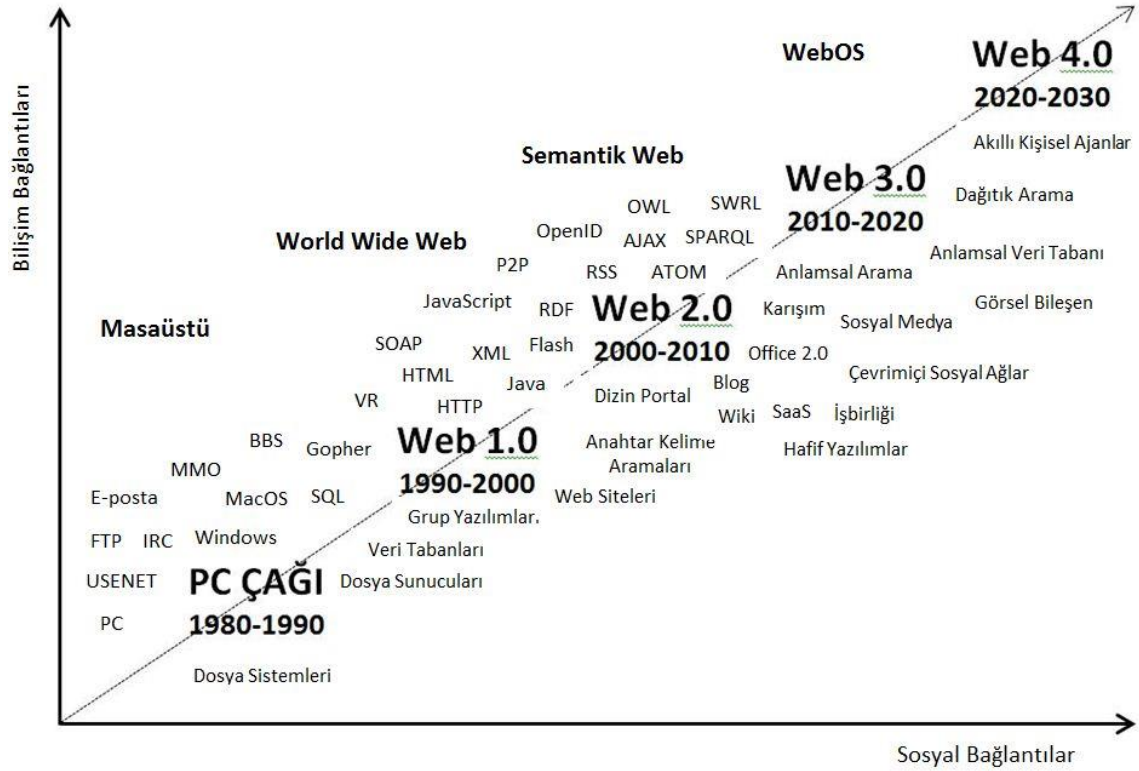 WebOS
Web 4.0
2020-2030
Akıllı Kişisel Ajanlar
Semantik Web
Web 3.0
2010-2020
Dağıtık Arama
OWL
SWRL
OpenID
AJAX
SPARQL
World Wide Web
Anlamsal Veri Tabanı
P2P
RSS
ATOM
Anlamsal Arama
JavaScript
RDF
Web 2.0
2000-2010
Karışım
Görsel Bileşen
Sosyal Medya
Masaüstü
SOAP
XML
Flash
Office 2.0
HTML
Java
Çevrimiçi Sosyal Ağlar
VR
HTTP
Dizin Portal
Blog
Wiki
SaaS
İşbirliği
BBS
Gopher
Web 1.0
1990-2000
Anahtar Kelime
Aramaları
Hafif Yazılımlar
MMO
E-posta
MacOS
SQL
Web Siteleri
Grup Yazılımlar.
FTP
IRC
Windows
Veri Tabanları
USENET
PC ÇAĞI
1980-1990
Dosya Sunucuları
PC
Dosya Sistemleri
Bilişim Bağlantıları
Sosyal Bağlantılar